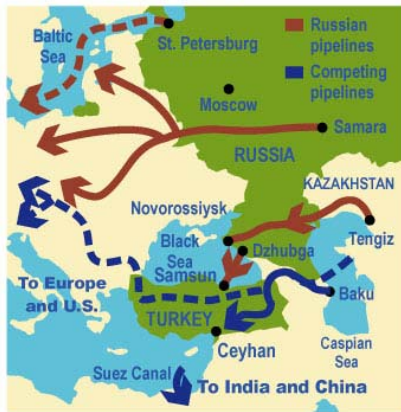 Baltic
Sea
St. Petersburg
Russian
pipelines
Competing
pipelines
Moscow
Samara
RUSSIA
KAZAKHSTAN
Novorossiysk
Tengiz
Black
Sea
Dzhubga
Samsun
To Europe
and U.S.
Baku
TURKEY
Ceyhan
Caspian
Sea
Suez Canal
To India and China